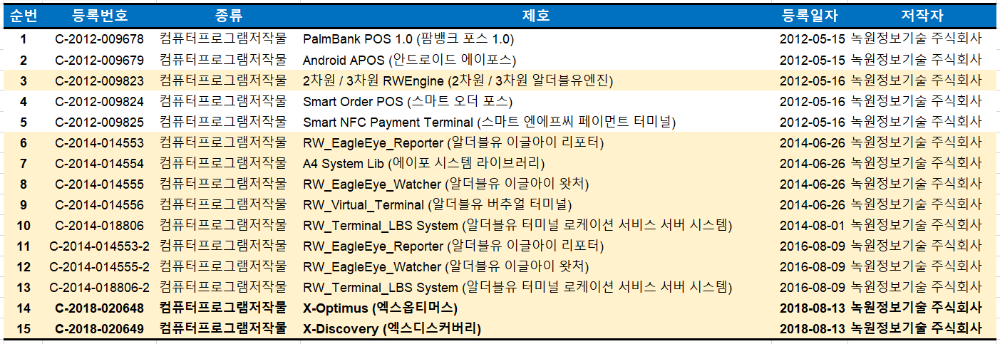 순번 등록번호 종류 제호 등록일자 저작자
1 C-2012-009678 컴퓨터프로그램저작물 PalmBank POS 1.0 (팜뱅크 포스 1.0) 2012-05-15 녹원정보기술 주식회사
2 C-2012-009679 컴퓨터프로그램저작물 Android APOS (안드로이드 에이포스) 2012-05-15 녹원정보기술 주식회사
3 C-2012-009823 컴퓨터프로그램저작물 2차원 / 3차원 RWEngine (2차원 / 3차원 알더블유엔진) 2012-05-16 녹원정보기술 주식회사
4 C-2012-009824 컴퓨터프로그램저작물 Smart Order POS (스마트 오더 포스) 2012-05-16 녹원정보기술 주식회사
5 C-2012-009825 컴퓨터프로그램저작물 Smart NFC Payment Terminal (스마트 엔에프씨 페이먼트 터미널) 2012-05-16 녹원정보기술 주식회사
6 C-2014-014553 컴퓨터프로그램저작물 RW_EagleEye_Reporter (알더블유 이글아이 리포터) 2014-06-26 녹원정보기술 주식회사
7 C-2014-014554 컴퓨터프로그램저작물 A4 System Lib (에이포 시스템 라이브러리) 2014-06-26 녹원정보기술 주식회사
8 C-2014-014555 컴퓨터프로그램저작물 RW_EagleEye_Watcher (알더블유 이글아이 왓처) 2014-06-26 녹원정보기술 주식회사
9 C-2014-014556 컴퓨터프로그램저작물 RW_Virtual_Terminal (알더블유 버추얼 터미널) 2014-06-26 녹원정보기술 주식회사
10 C-2014-018806 컴퓨터프로그램저작물 RW_Terminal_LBS System (알더블유 터미널 로케이션 서비스 서버 시스템) 2014-08-01 녹원정보기술 주식회사
11 C-2014-014553-2 컴퓨터프로그램저작물 RW_EagleEye_Reporter (알더블유 이글아이 리포터) 2016-08-09 녹원정보기술 주식회사
12 C-2014-014555-2 컴퓨터프로그램저작물 RW_EagleEye_Watcher (알더블유 이글아이 왓처) 2016-08-09 녹원정보기술 주식회사
13 C-2014-018806-2 컴퓨터프로그램저작물 RW_Terminal_LBS System (알더블유 터미널 로케이션 서비스 서버 시스템) 2016-08-09 녹원정보기술 주식회사
14 C-2018-020648 컴퓨터프로그램저작물 X-Optimus (엑스옵티머스) 2018-08-13 녹원정보기술 주식회사
15 C-2018-020649 컴퓨터프로그램저작물 X-Discovery (엑스디스커버리) 2018-08-13 녹원정보기술 주식회사